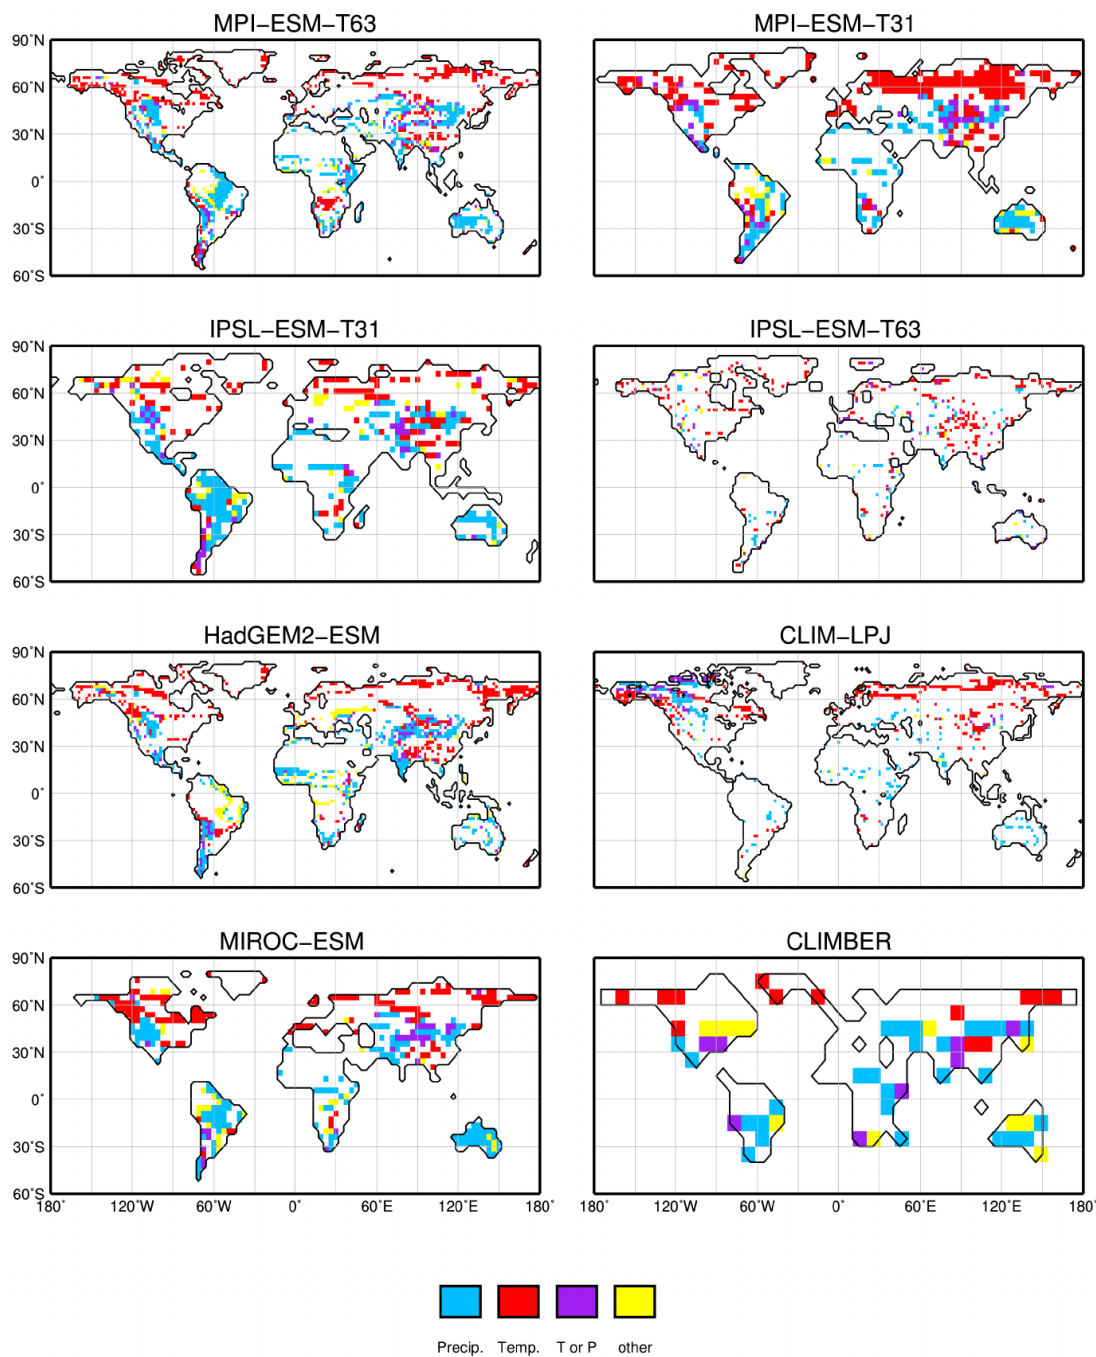 MPI−ESM−T63
MPI−ESM−T31
90˚N
60˚N
30˚N
0˚
30˚S
60˚S
IPSL−ESM−T31
IPSL−ESM−T63
90˚N
60˚N
30˚N
0˚
30˚S
60˚S
HadGEM2−ESM
CLIM−LPJ
90˚N
60˚N
30˚N
0˚
30˚S
60˚S
MIROC−ESM
CLIMBER
90˚N
60˚N
30˚N
0˚
30˚S
60˚S
180˚ 120˚W 60˚W 0˚ 60˚E 120˚E 180˚ 120˚W 60˚W 0˚ 60˚E 120˚E 180˚
Precip. Temp. T or P other